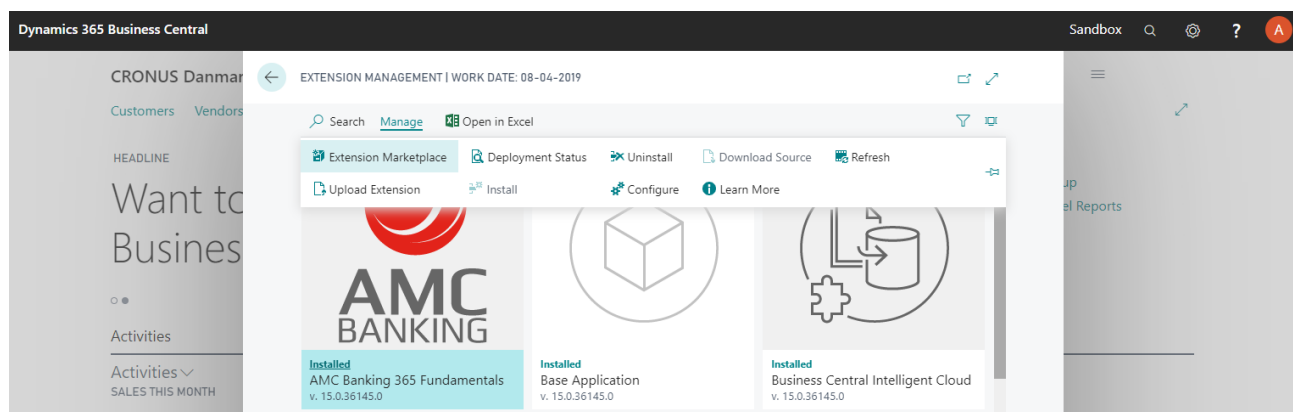 Dynamics 365 Business Central
Sandbox
?
A
CRONUS Danmar
Customers Vendors
HEADLINE
Want to
Busines
Activities
Activities
SALES THIS MONTH
EXTENSION MANAGEMENT | WORK DATE: 08-04-2019
Search Manage Open in Excel
Extension Marketplace Deployment Status Uninstall Download Source Refresh
Upload Extension Install Configure Learn More
AMC
BANKING
Installed
AMC Banking 365 Fundamentals
v. 15.0.36145.0
Installed
Base Application
v. 15.0.36145.0
Installed
Business Central Intelligent Cloud
v. 15.0.36145.0
up
el Reports